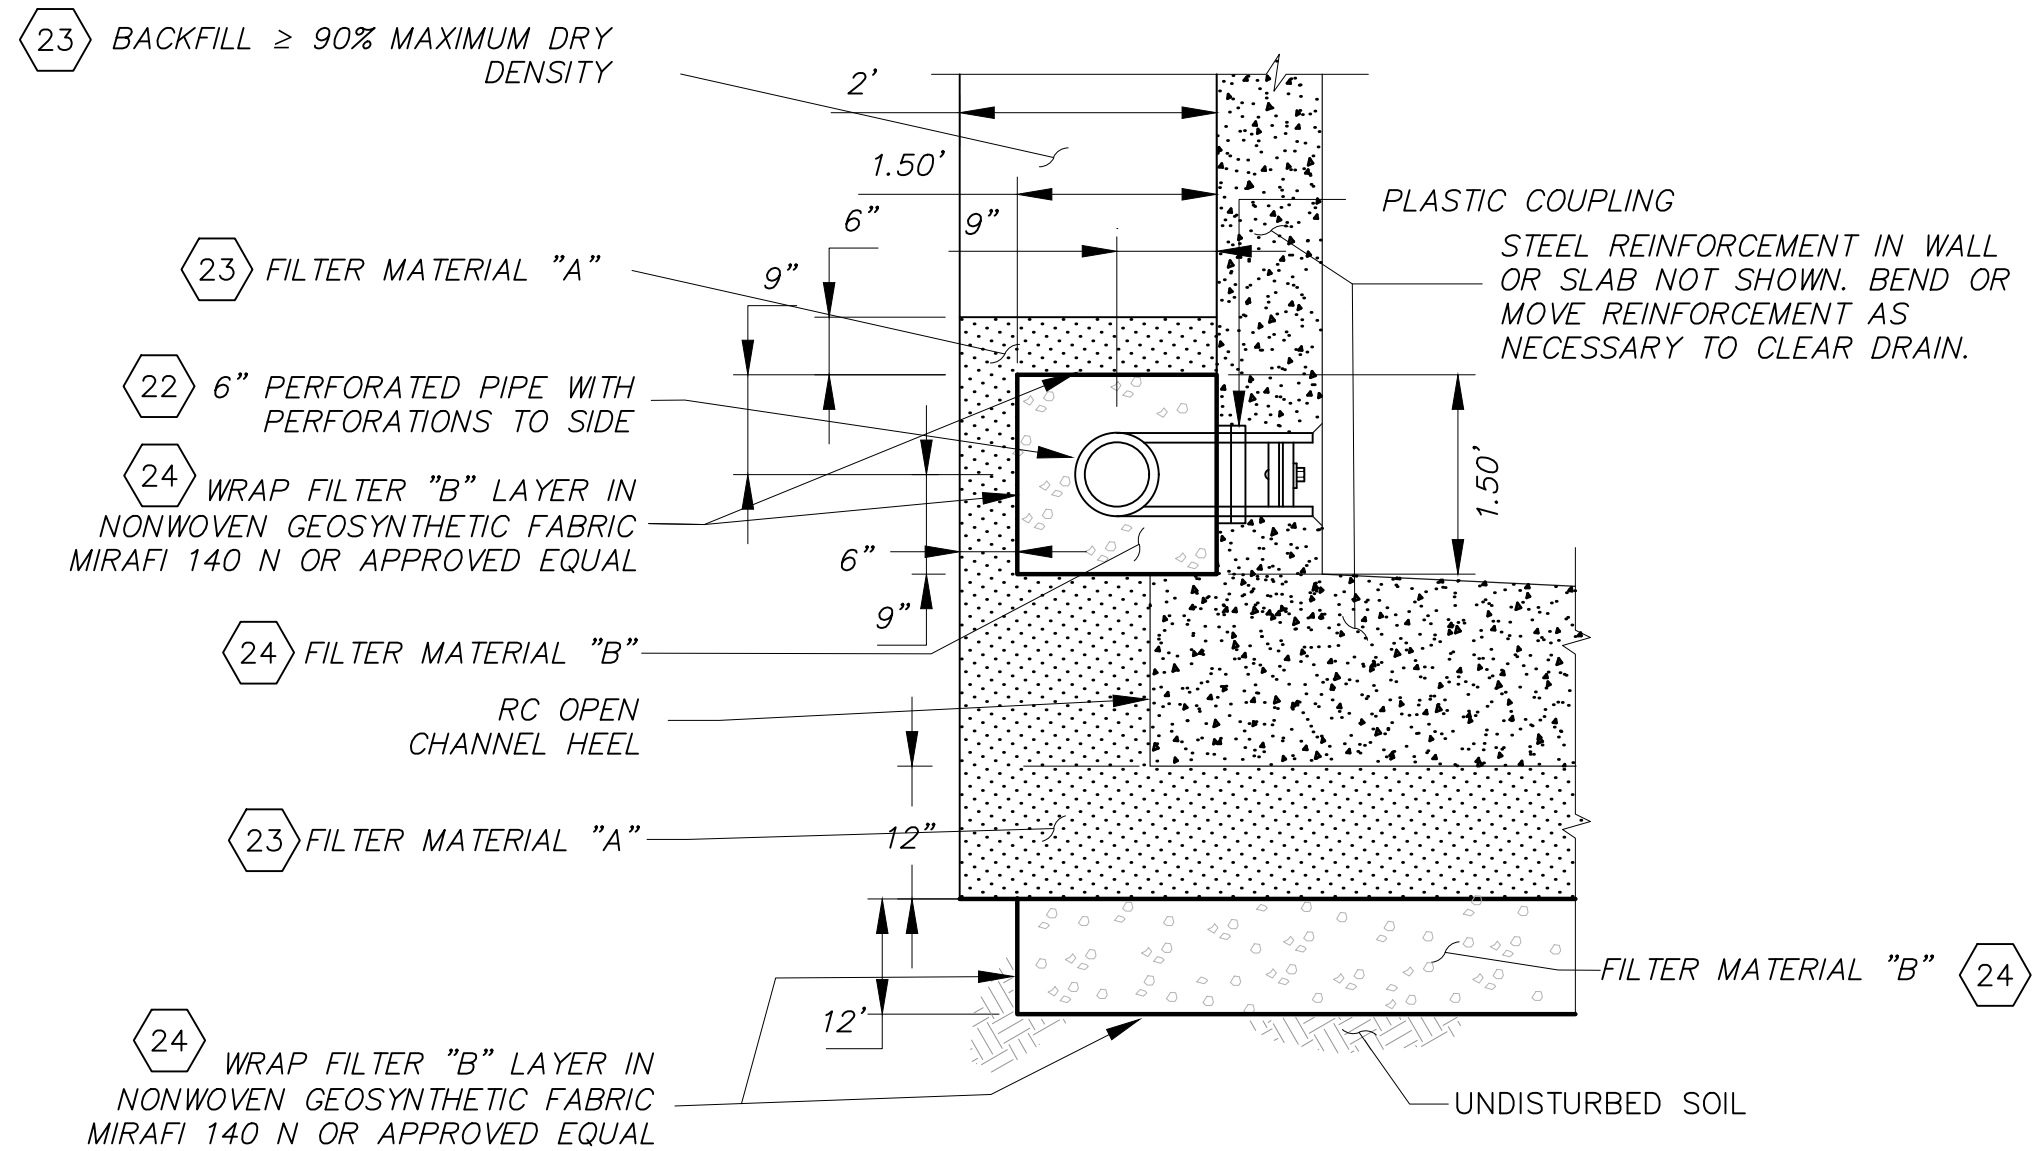 23 BACKFILL ≥ 90% MAXIMUM DRY
DENSITY
2'
1.50'
6"
9"
9"
PLASTIC COUPLING
STEEL REINFORCEMENT IN WALL
OR SLAB NOT SHOWN. BEND OR
MOVE REINFORCEMENT AS
NECESSARY TO CLEAR DRAIN.
23 FILTER MATERIAL "A"
22 6" PERFORATED PIPE WITH
PERFORATIONS TO SIDE
24 WRAP FILTER "B" LAYER IN
NONWOVEN GEOSYNTHETIC FABRIC
MIRAFI 140 N OR APPROVED EQUAL
1.50'
6"
9"
24 FILTER MATERIAL "B"
RC OPEN
CHANNEL HEEL
23 FILTER MATERIAL "A"
12"
FILTER MATERIAL "B" 24
12'
24 WRAP FILTER "B" LAYER IN
NONWOVEN GEOSYNTHETIC FABRIC
MIRAFI 140 N OR APPROVED EQUAL
UNDISTURBED SOIL